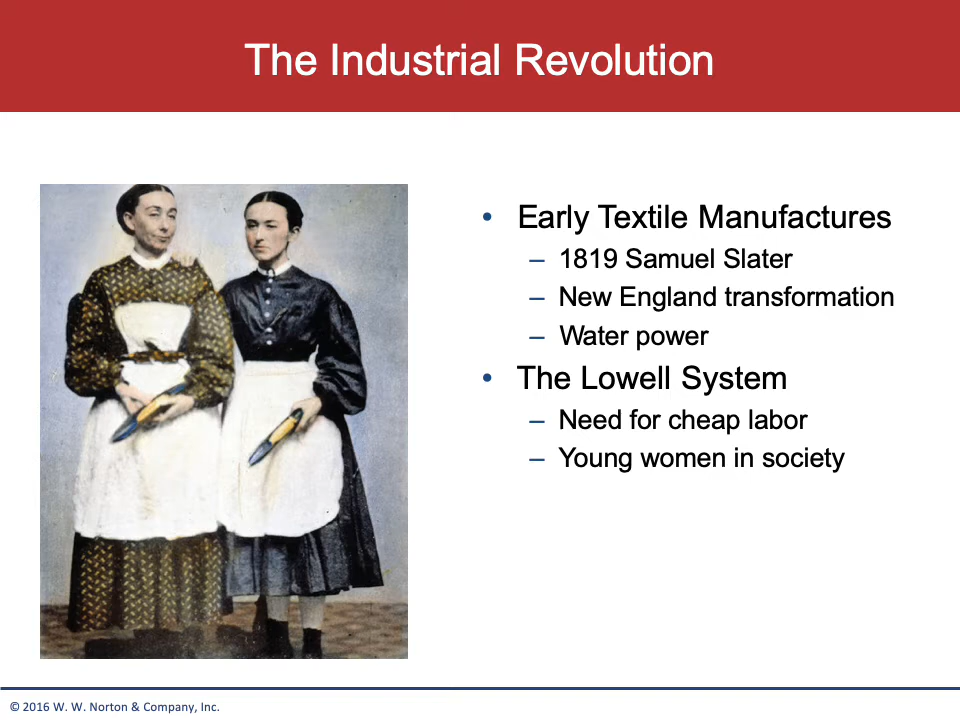 The Industrial Revolution
• Early Textile Manufactures
– 1819 Samuel Slater
– New England transformation
– Water power
• The Lowell System
– Need for cheap labor
– Young women in society
© 2016 W. W. Norton & Company, Inc.